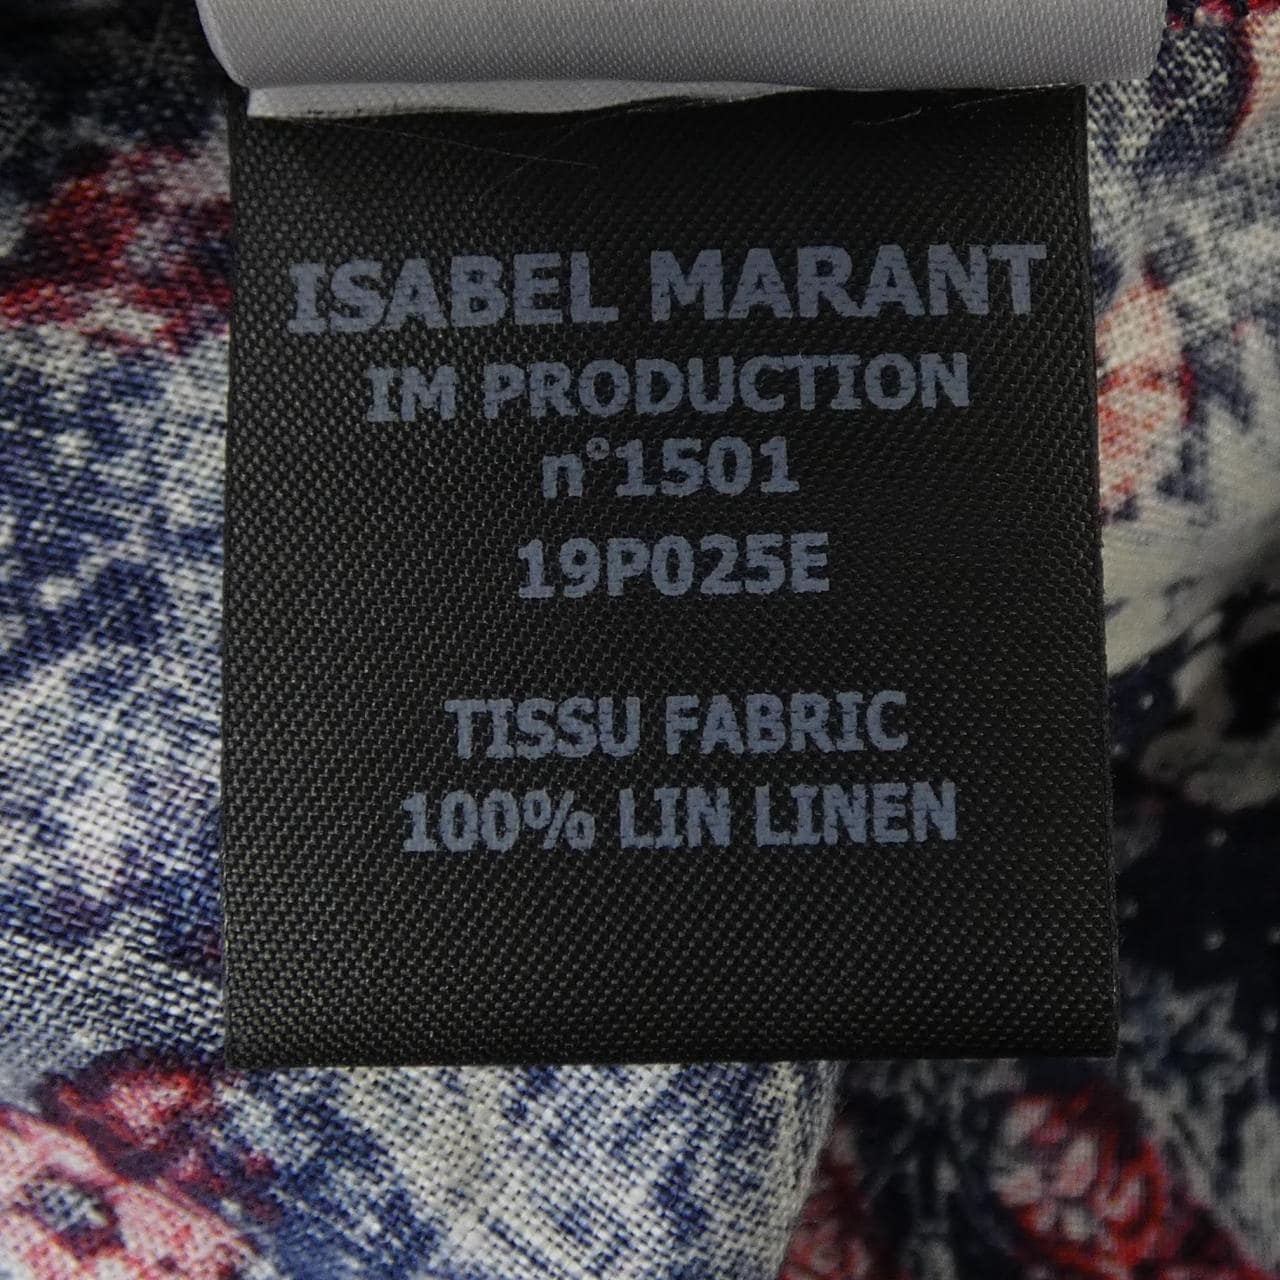 ISABEL MARANT
IM PRODUCTION
n°1501
19P025E
TISSU FABRIC
100% LIN LINEN